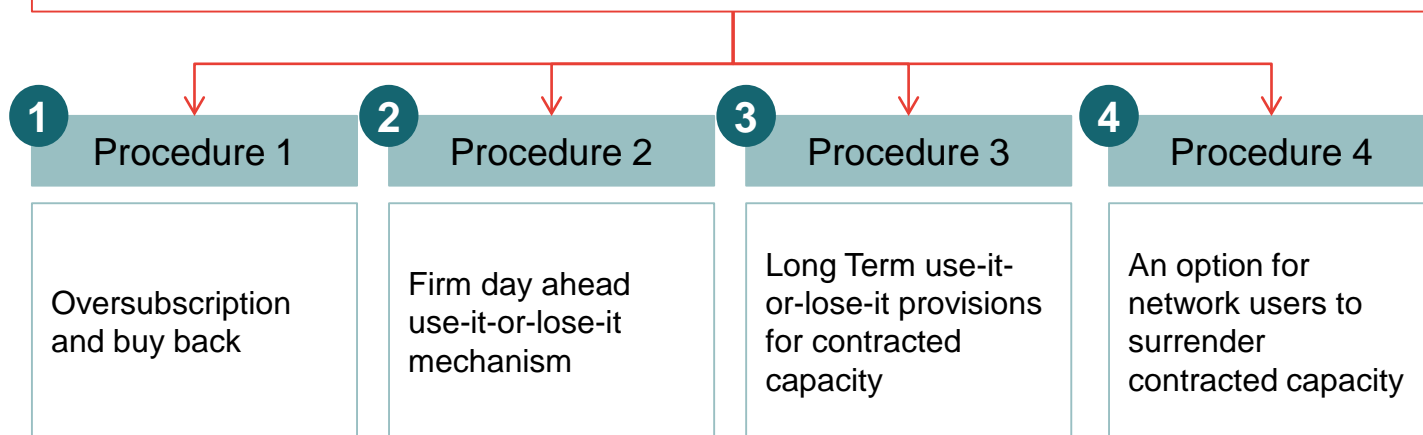 1
Procedure 1
2
Procedure 2
3
Procedure 3
4
Procedure 4
Oversubscription
and buy back
Firm day ahead
use-it-or-lose-it
mechanism
Long Term use-it-
or-lose-it provisions
for contracted
capacity
An option for
network users to
surrender
contracted capacity